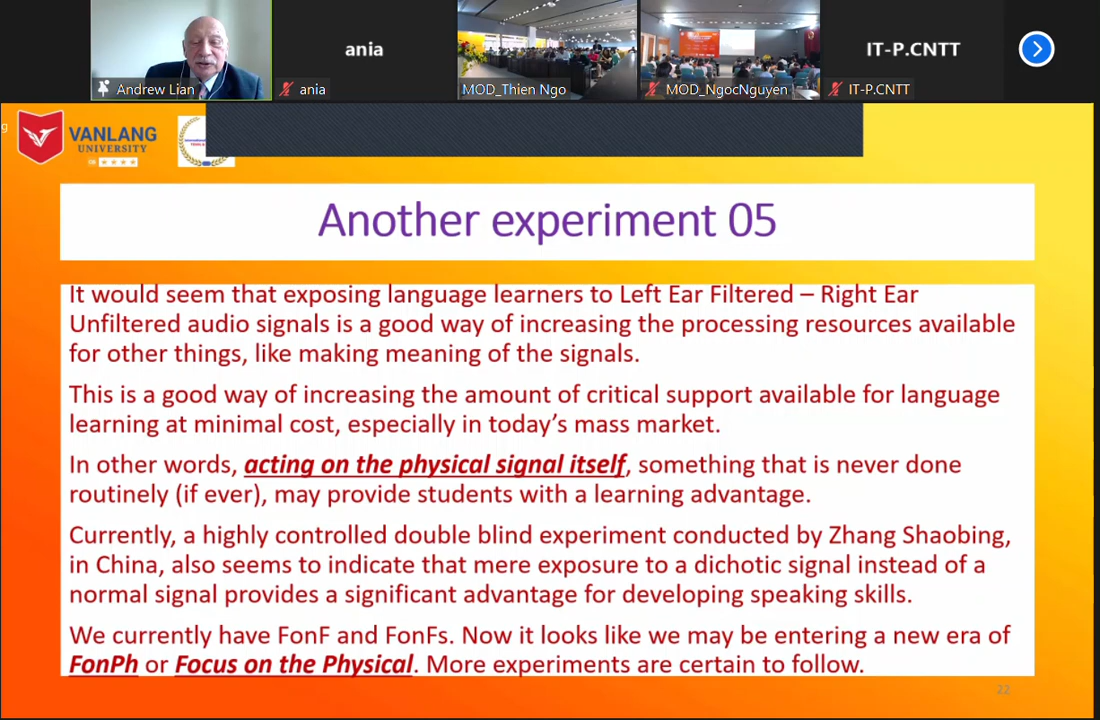 Andrew Lian
ania
ania
MOD_Thien Ngo
MOD_NgocNguyen
IT-P.CNTT
IT-P.CNTT
g
VANLANG
UNIVERSITY
Another experiment 05
It would seem that exposing language learners to Left Ear Filtered – Right Ear
Unfiltered audio signals is a good way of increasing the processing resources available
for other things, like making meaning of the signals.
This is a good way of increasing the amount of critical support available for language
learning at minimal cost, especially in today’s mass market.
In other words, acting on the physical signal itself, something that is never done
routinely (if ever), may provide students with a learning advantage.
Currently, a highly controlled double blind experiment conducted by Zhang Shaobing,
in China, also seems to indicate that mere exposure to a dichotic signal instead of a
normal signal provides a significant advantage for developing speaking skills.
We currently have FonF and FonFs. Now it looks like we may be entering a new era of
FonPh or Focus on the Physical. More experiments are certain to follow.
22